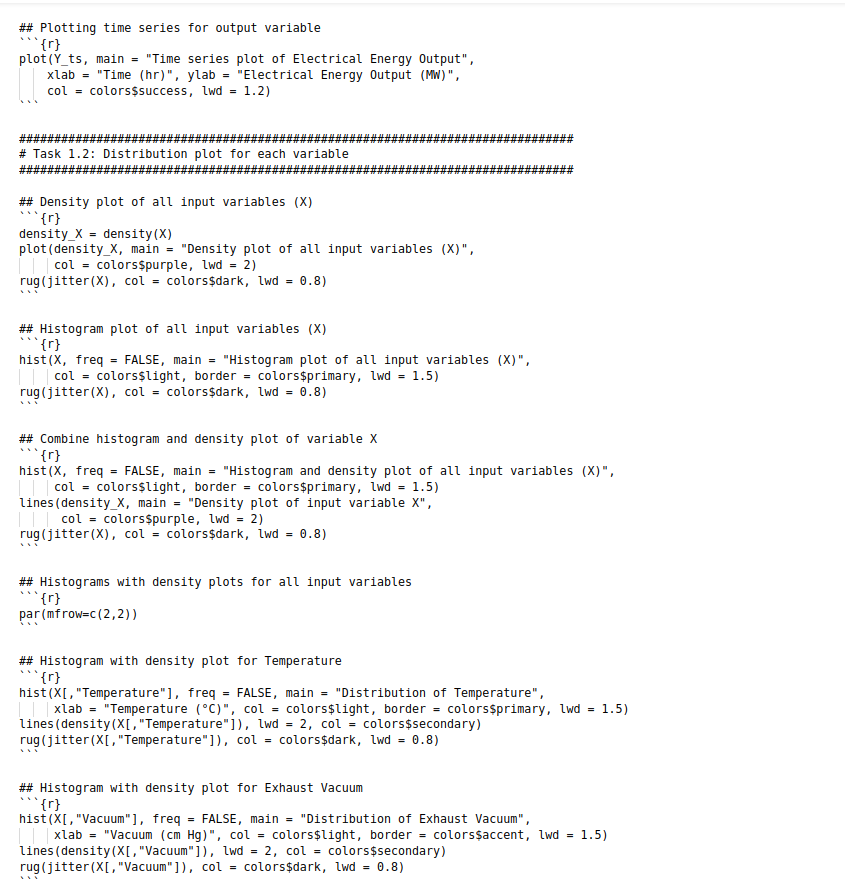 ## Plotting time series for output variable
```{r}
plot(Y_ts, main = "Time series plot of Electrical Energy Output",
    xlab = "Time (hr)", ylab = "Electrical Energy Output (MW)",
    col = colors$success, lwd = 1.2)
```
###############################################################################
# Task 1.2: Distribution plot for each variable
###############################################################################
## Density plot of all input variables (X)
```{r}
density_X = density(X)
plot(density_X, main = "Density plot of all input variables (X)",
     col = colors$purple, lwd = 2)
rug(jitter(X), col = colors$dark, lwd = 0.8)
```
## Histogram plot of all input variables (X)
```{r}
hist(X, freq = FALSE, main = "Histogram plot of all input variables (X)",
     col = colors$light, border = colors$primary, lwd = 1.5)
rug(jitter(X), col = colors$dark, lwd = 0.8)
```
## Combine histogram and density plot of variable X
```{r}
hist(X, freq = FALSE, main = "Histogram and density plot of all input variables (X)",
     col = colors$light, border = colors$primary, lwd = 1.5)
lines(density_X, main = "Density plot of input variable X",
      col = colors$purple, lwd = 2)
rug(jitter(X), col = colors$dark, lwd = 0.8)
```
## Histograms with density plots for all input variables
```{r}
par(mfrow=c(2,2))
```
## Histogram with density plot for Temperature
```{r}
hist(X[,"Temperature"], freq = FALSE, main = "Distribution of Temperature",
     xlab = "Temperature (°C)", col = colors$light, border = colors$primary, lwd = 1.5)
lines(density(X[,"Temperature"]), lwd = 2, col = colors$secondary)
rug(jitter(X[,"Temperature"]), col = colors$dark, lwd = 0.8)
```
## Histogram with density plot for Exhaust Vacuum
```{r}
hist(X[,"Vacuum"], freq = FALSE, main = "Distribution of Exhaust Vacuum",
     xlab = "Vacuum (cm Hg)", col = colors$light, border = colors$accent, lwd = 1.5)
lines(density(X[,"Vacuum"]), lwd = 2, col = colors$secondary)
rug(jitter(X[,"Vacuum"]), col = colors$dark, lwd = 0.8)
```